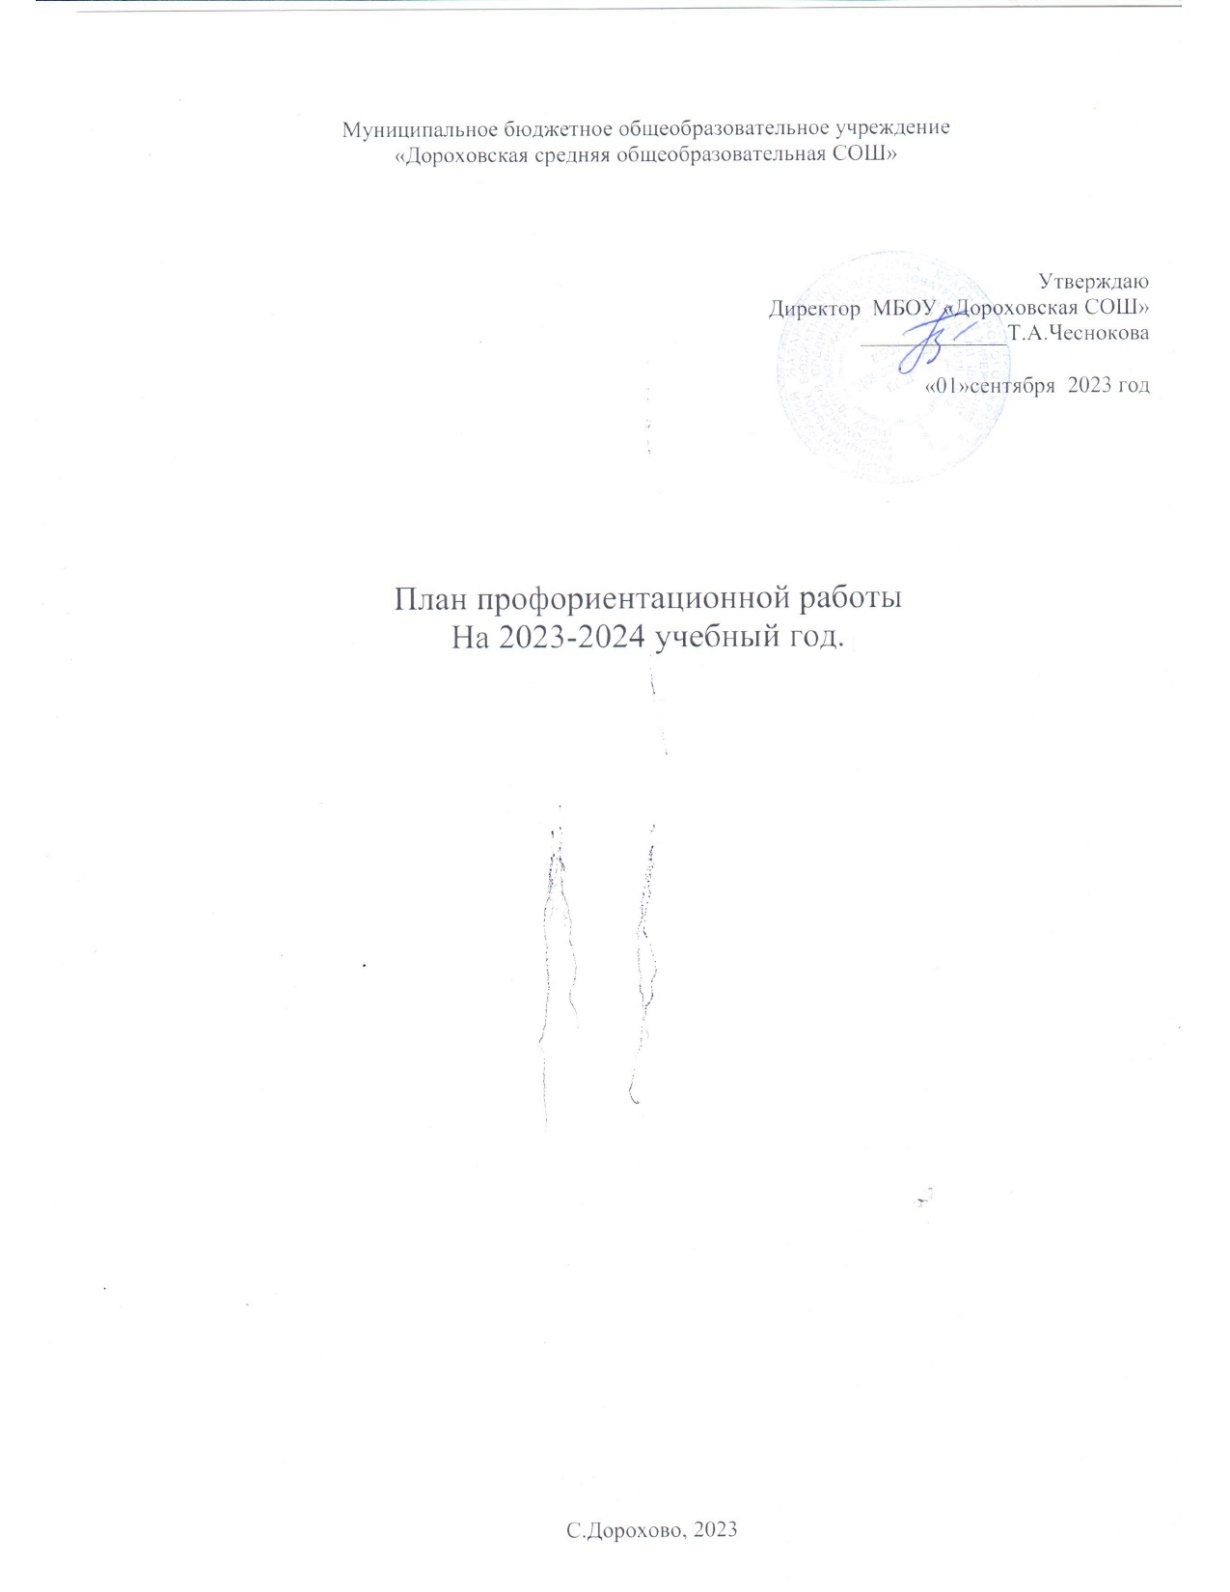 Муниципальное бюджетное общеобразовательное учреждение
«Дороховская средняя общеобразовательная СОШ»
Утверждаю
Директор МБОУ «Дороховская СОШ»
____________Т.А.Чеснокова
«01»сентября 2023 год
План профориентационной работы
На 2023-2024 учебный год.
С.Дорохово, 2023